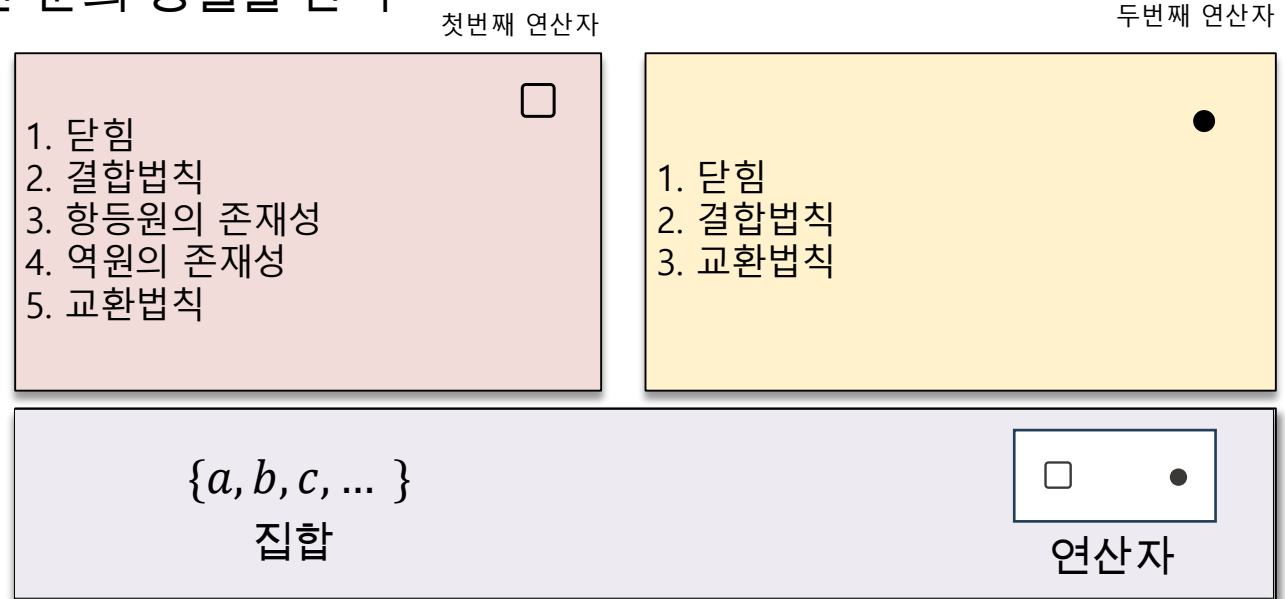 첫번째 연산자
두번째 연산자
1. 닫힘
2. 결합법칙
3. 항등원의 존재성
4. 역원의 존재성
5. 교환법칙
1. 닫힘
2. 결합법칙
3. 교환법칙
{a, b, c, … }
집합
연산자